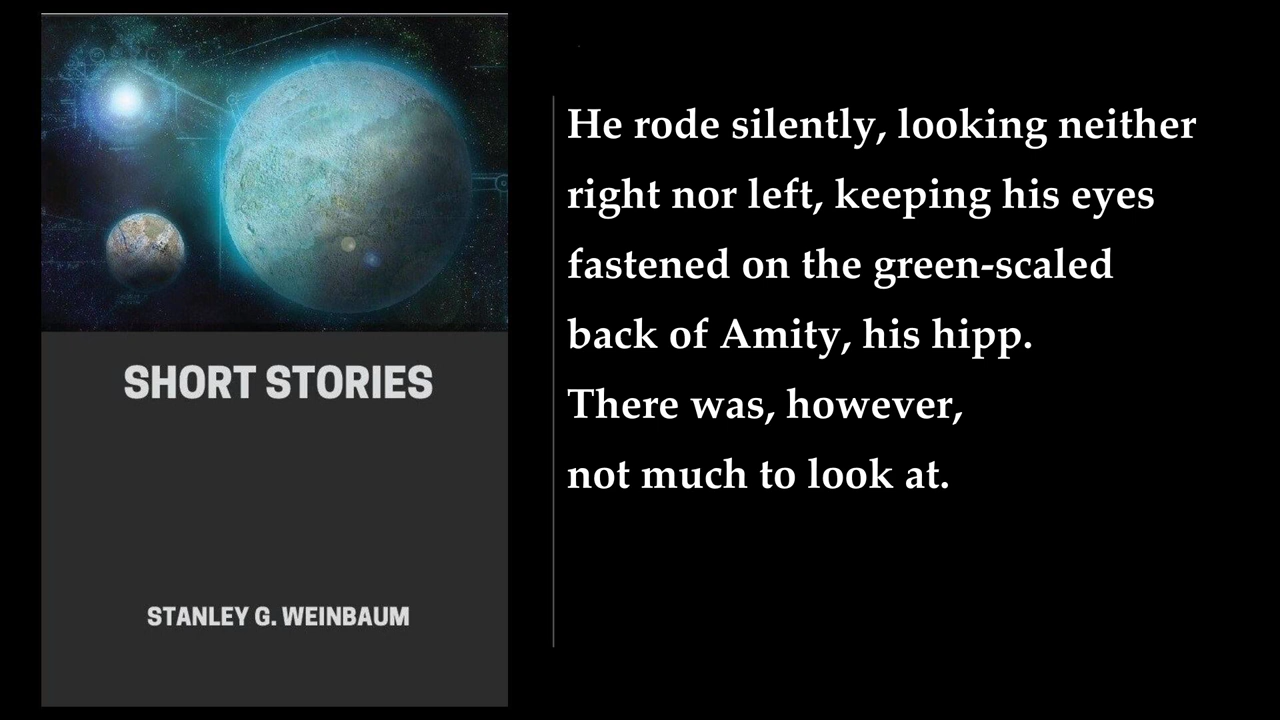 SHORT STORIES
STANLEY G. WEINBAUM
He rode silently, looking neither
right nor left, keeping his eyes
fastened on the green-scaled
back of Amity, his hipp.
There was, however,
not much to look at.